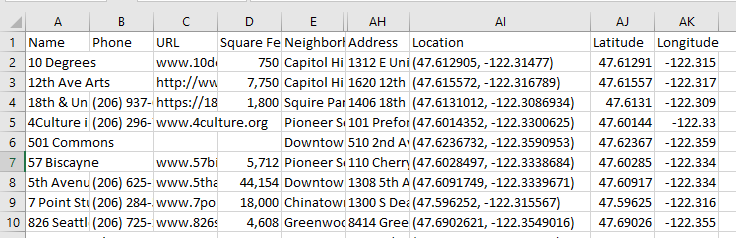 A B C D E AH AI AJ AK
1 Name Phone URL Square Fe Neighborh Address Location Latitude Longitude
2 10 Degrees www.10d 750 Capitol Hi 1312 E Uni (47.612905, -122.31477) 47.61291 -122.315
3 12th Ave Arts http://ww 7,750 Capitol Hi 1620 12th (47.615572, -122.316789) 47.61557 -122.317
4 18th & Un (206) 937- https://18 1,800 Squire Par 1406 18th (47.6131012, -122.3086934) 47.6131 -122.309
5 4Culture i (206) 296- www.4culture.org Pioneer Sq 101 Prefon (47.6014352, -122.3300625) 47.60144 -122.33
6 501 Commons Downtow 510 2nd Av (47.6236732, -122.3590953) 47.62367 -122.359
7 57 Biscayne www.57bi 5,712 Pioneer Sq 110 Cherry (47.6028497, -122.3338684) 47.60285 -122.334
8 5th Avenu (206) 625- www.5tha 44,154 Downtow 1308 5th A (47.6091749, -122.3339671) 47.60917 -122.334
9 7 Point Stu (206) 284- www.7po 18,000 Chinatown 1300 S Dea (47.596252, -122.315567) 47.59625 -122.316
10 826 Seattl (206) 725- www.826s 4,608 Greenwoo 8414 Gree (47.6902621, -122.3549016) 47.69026 -122.355